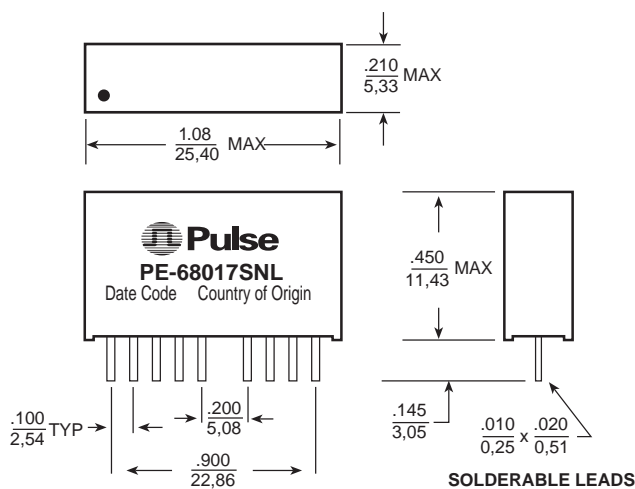 .210
5,33 MAX
1.08
25,40 MAX
Pulse
PE-68017SNL
Date Code Country of Origin
.450
11,43 MAX
.100
2,54 TYP
.200
5,08
.900
22,86
.145
3,05
.010
0,25 x .020
0,51
SOLDERABLE LEADS